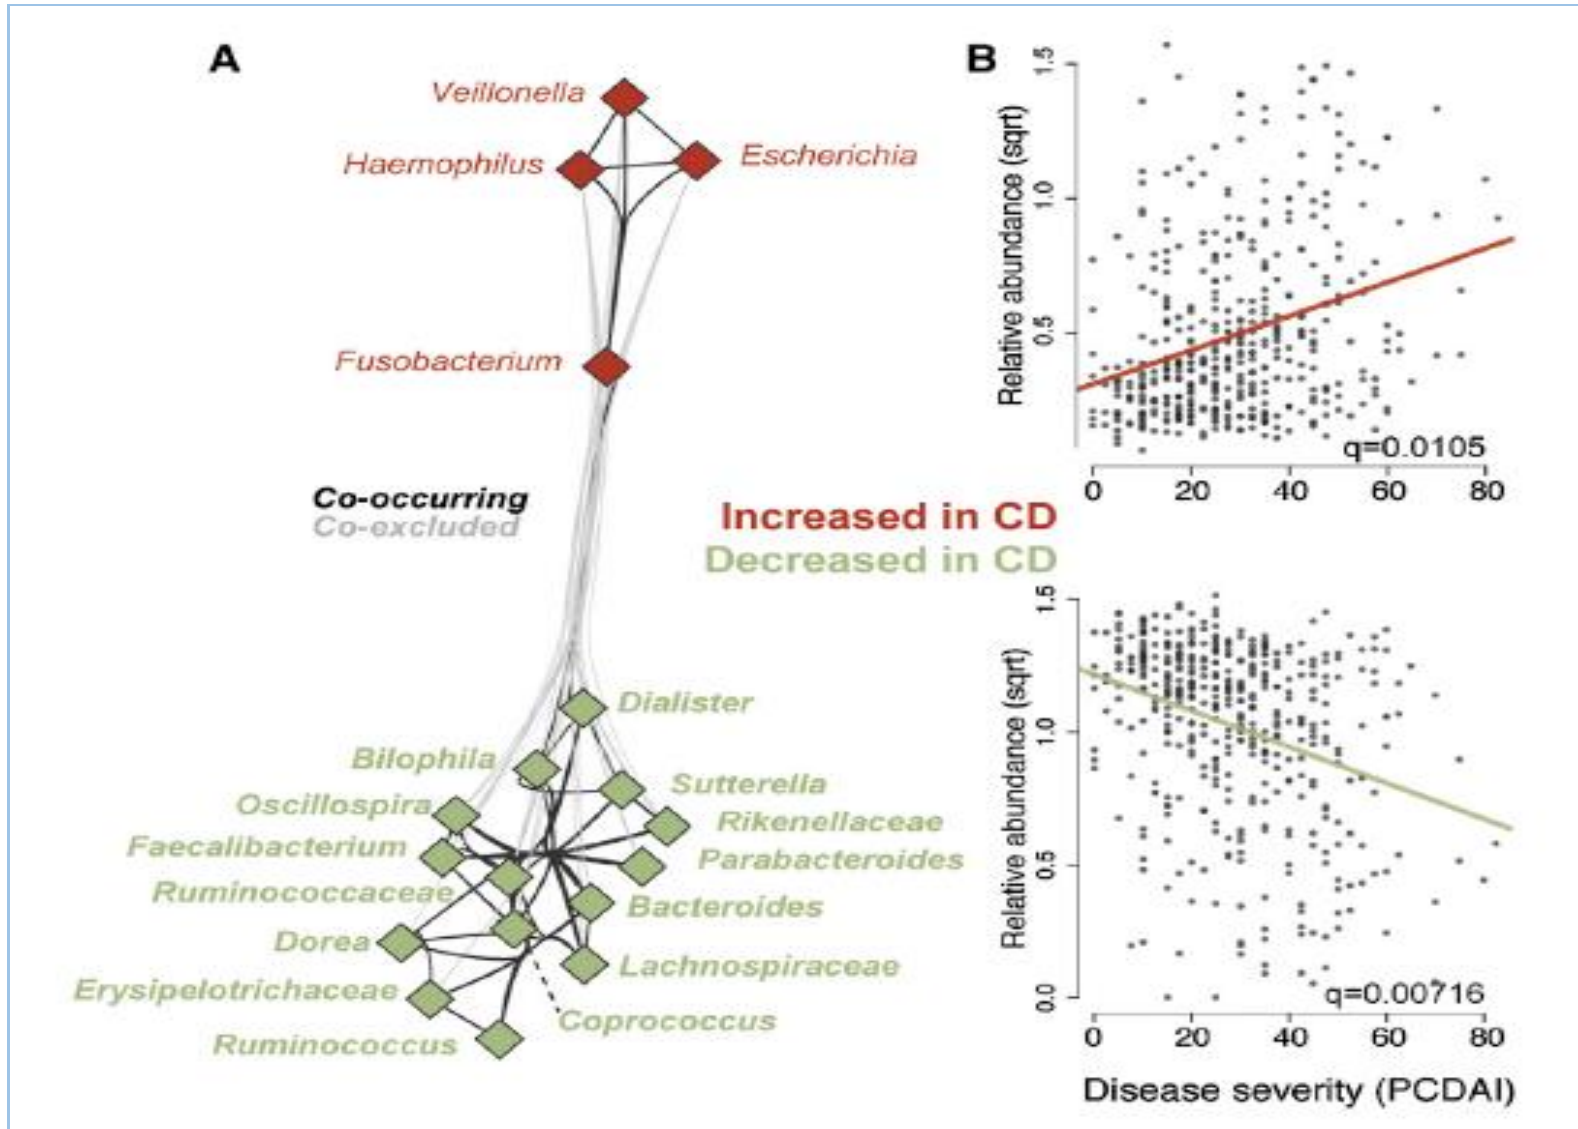 A
Veillonella
Haemophilus
Escherichia
Fusobacterium
Co-occurring
Co-excluded
Increased in CD
Decreased in CD
Dialister
Bilophila
Sutterella
Oscillospira
Rikenellaceae
Faecalibacterium
Parabacteroides
Ruminococcaceae
Bacteroides
Dorea
Lachnospiraceae
Erysipelotrichaceae
Coprococcus
Ruminococcus
B
Relative abundance (sqrt)
1.5
1.0
0.5
q=0.0105
0 20 40 60 80
Relative abundance (sqrt)
1.5
1.0
0.5
0.0
q=0.00716
0 20 40 60 80
Disease severity (PCDAI)